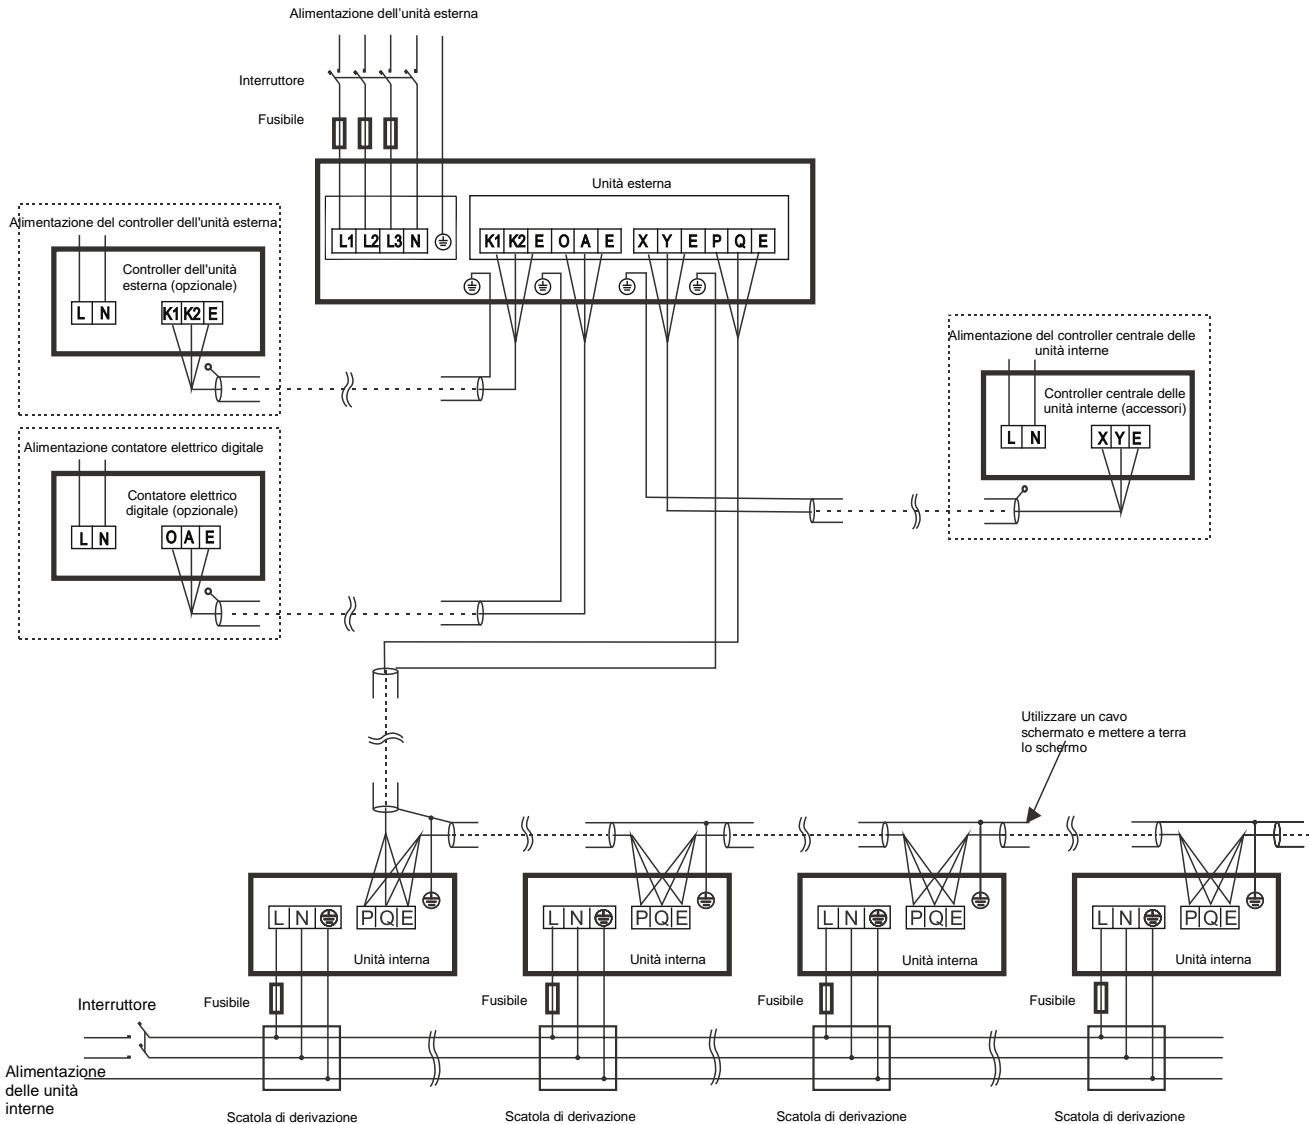 Alimentazione dell'unità esterna
Interruttore
Fusibile
Unità esterna
L1 L2 L3 N
K1 K2 E O A E X Y E P Q E
Alimentazione del controller dell'unità esterna
Controller dell'unità
esterna (opzionale)
L N
K1 K2 E
Alimentazione del controller centrale delle
unità interne
Controller centrale delle
unità interne (accessori)
L N
X Y E
Alimentazione contatore elettrico digitale
Contatore elettrico
digitale (opzionale)
L N
O A E
Utilizzare un cavo
schermato e mettere a terra
lo schermo
L N
P Q E
Unità interna
L N
P Q E
Unità interna
L N
P Q E
Unità interna
L N
P Q E
Unità interna
Interruttore
Fusibile
Fusibile
Fusibile
Fusibile
Alimentazione
delle unità
interne
Scatola di derivazione
Scatola di derivazione
Scatola di derivazione
Scatola di derivazione